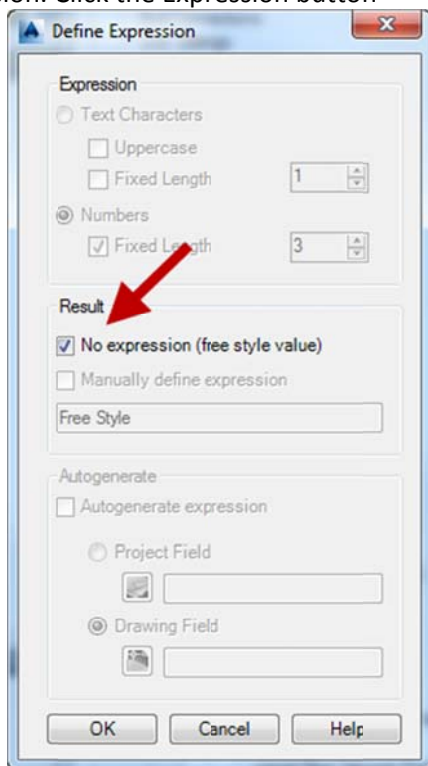 Click the Expression button
Define Expression
Expression
Text Characters
Uppercase
Fixed Length 1
Numbers
Fixed Length 3
Result
No expression (free style value)
Manually define expression
Free Style
Autogenerate
Autogenerate expression
Project Field
Drawing Field
OK Cancel Help